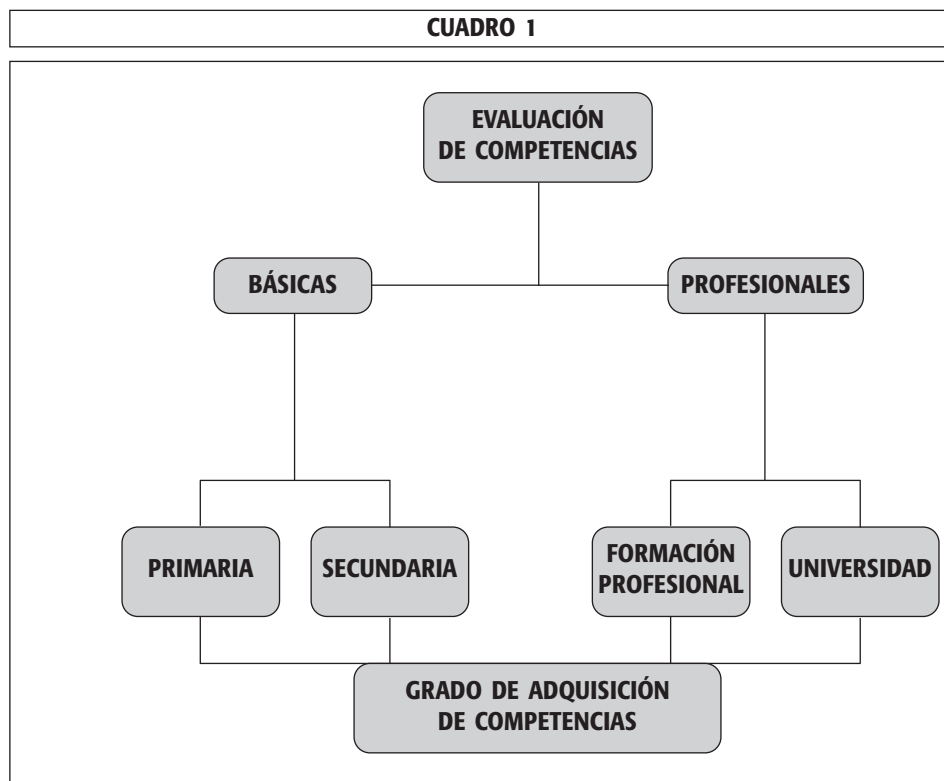 CUADRO 1
EVALUACIÓN
DE COMPETENCIAS
BÁSICAS
PROFESIONALES
PRIMARIA
SECUNDARIA
FORMACIÓN
PROFESIONAL
UNIVERSIDAD
GRADO DE ADQUISICIÓN
DE COMPETENCIAS